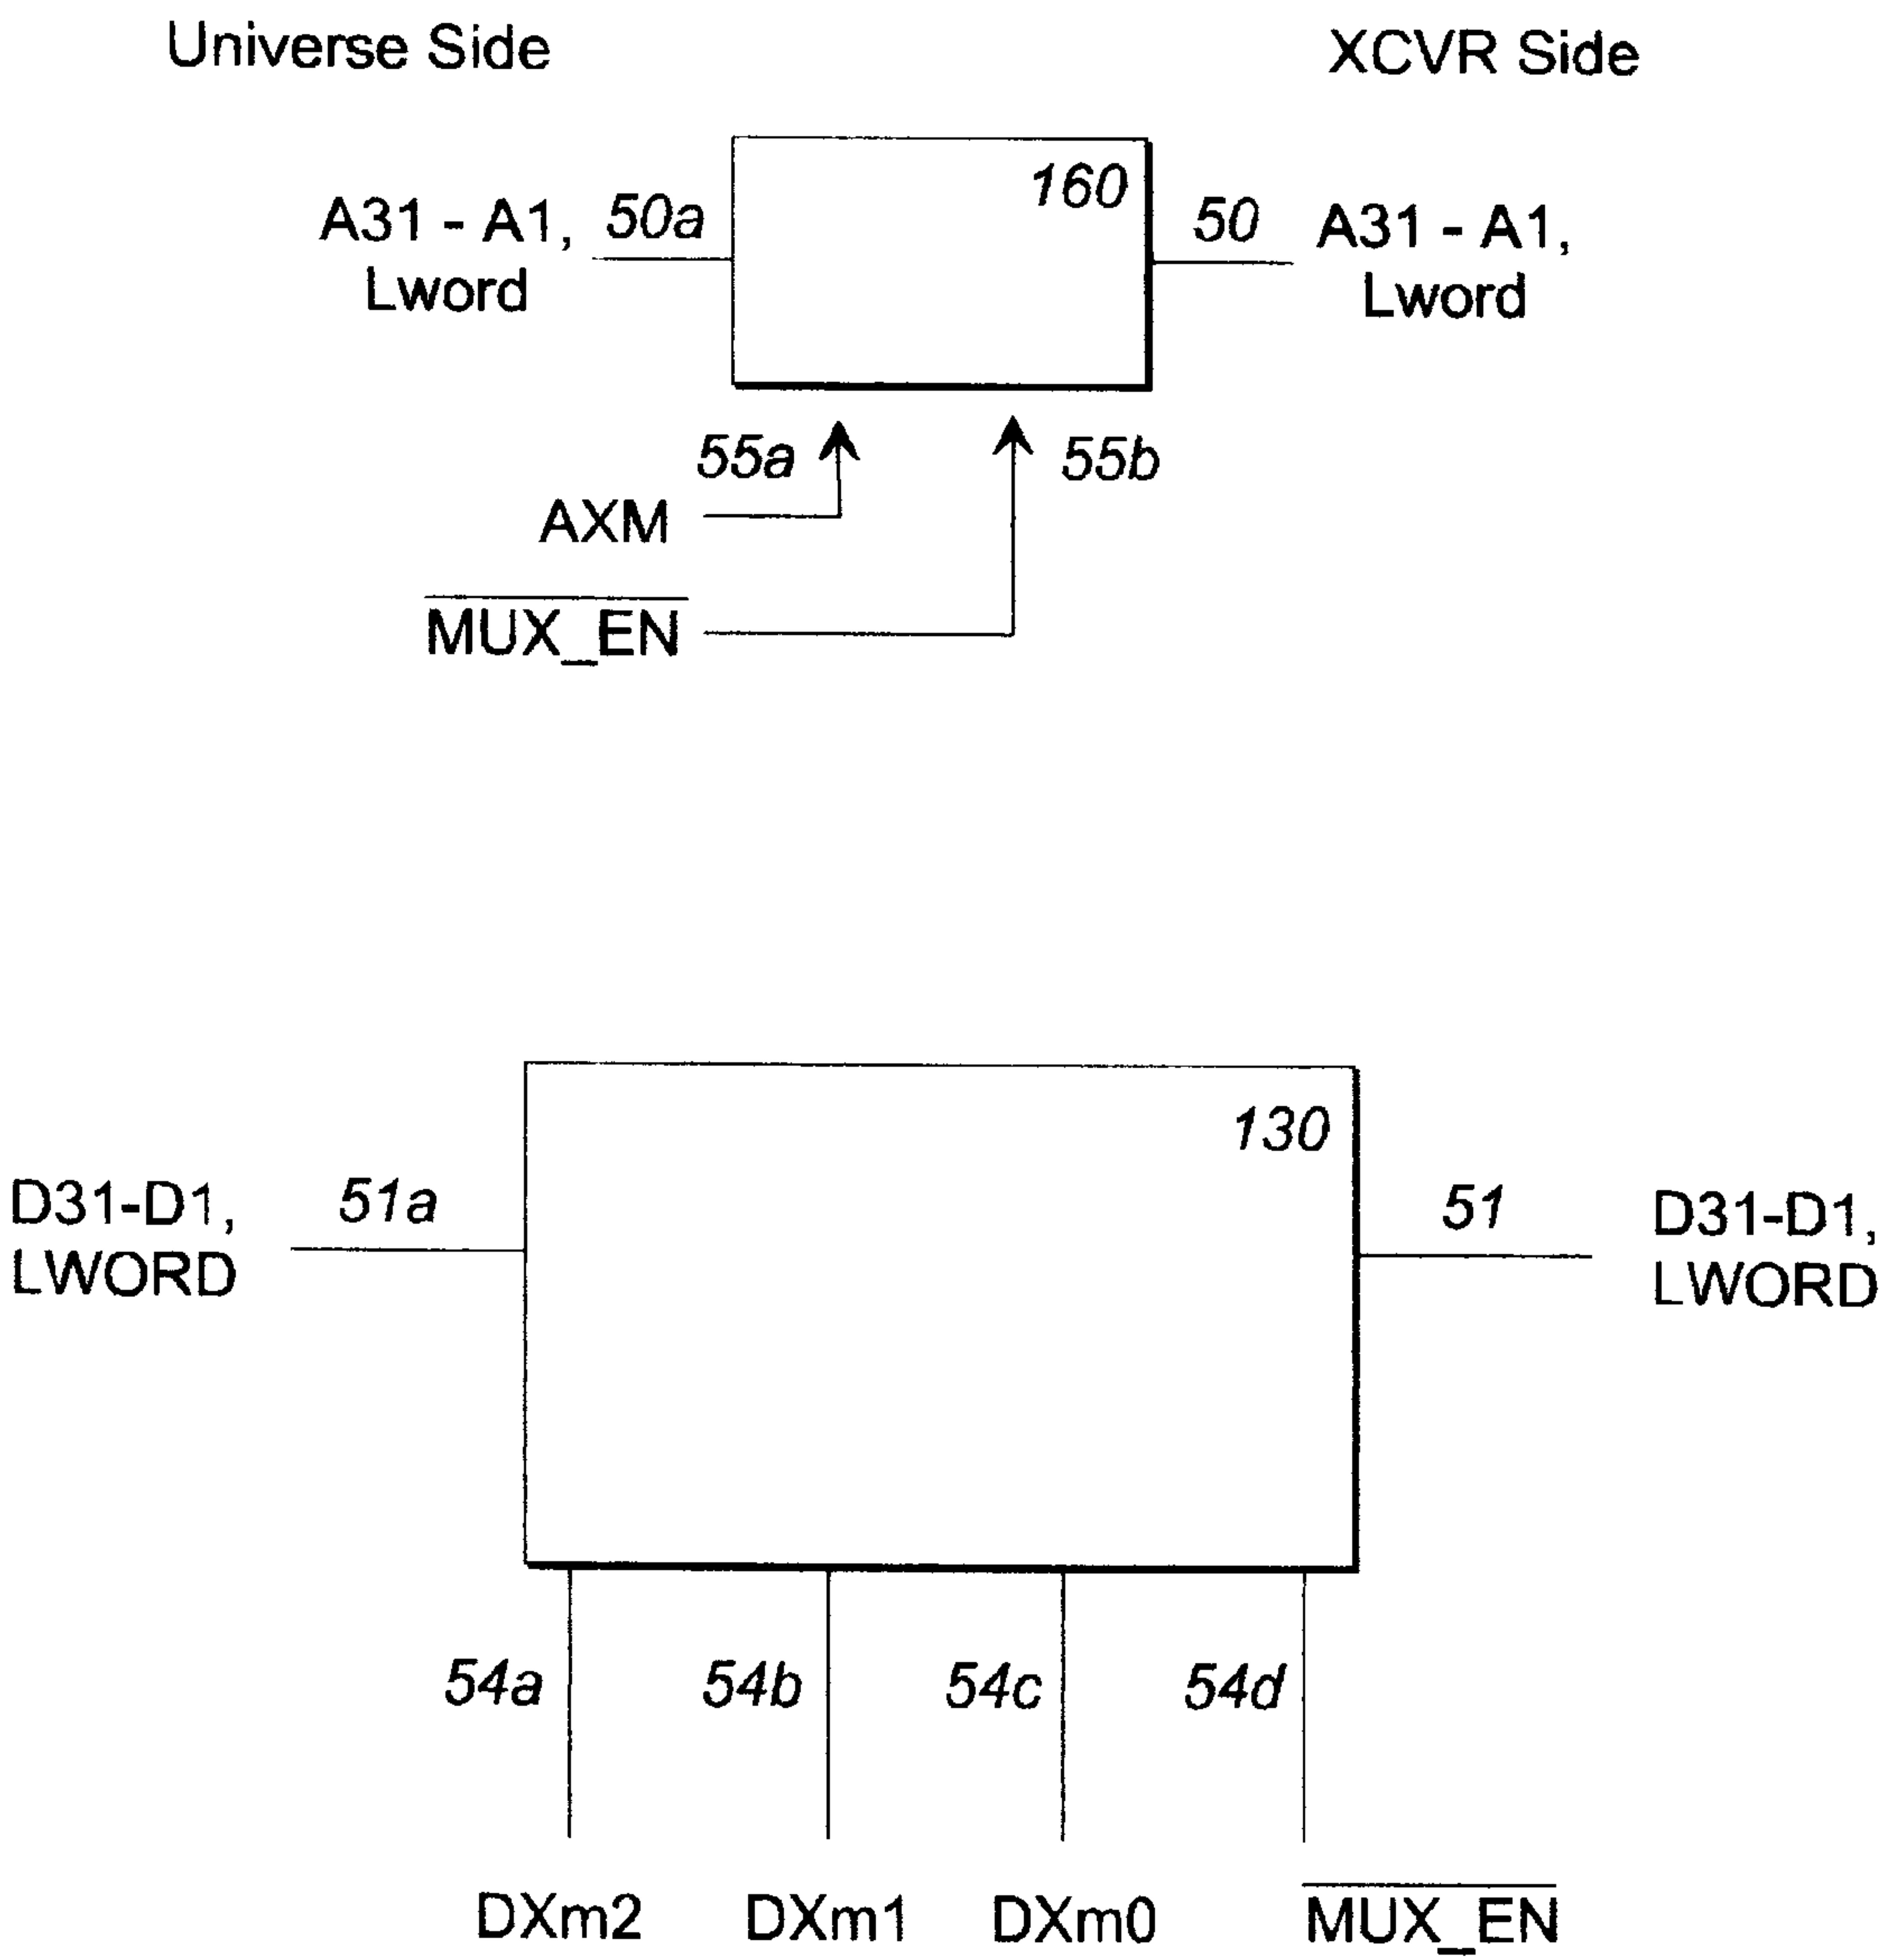 Universe Side
XCVR Side
160
A31 - A1,
Lword
50a
50
A31 - A1,
Lword
55a
55b
AXM
MUX_EN
130
D31-D1,
LWORD
51a
51
D31-D1,
LWORD
54a
54b
54c
54d
DXm2
DXm1
DXm0
MUX_EN